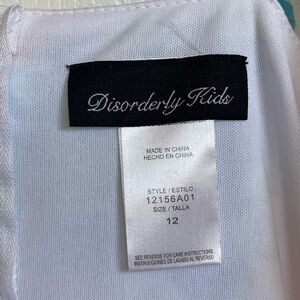 Disorderly Kids
MADE IN CHINA
HECHO EN CHINA
STYLE / ESTILO
12156A01
SIZE / TALLA
12
SEE REVERSE FOR CARE INSTRUCTIONS
INSTRUCCIONES DE LAVADO AL REVERSO